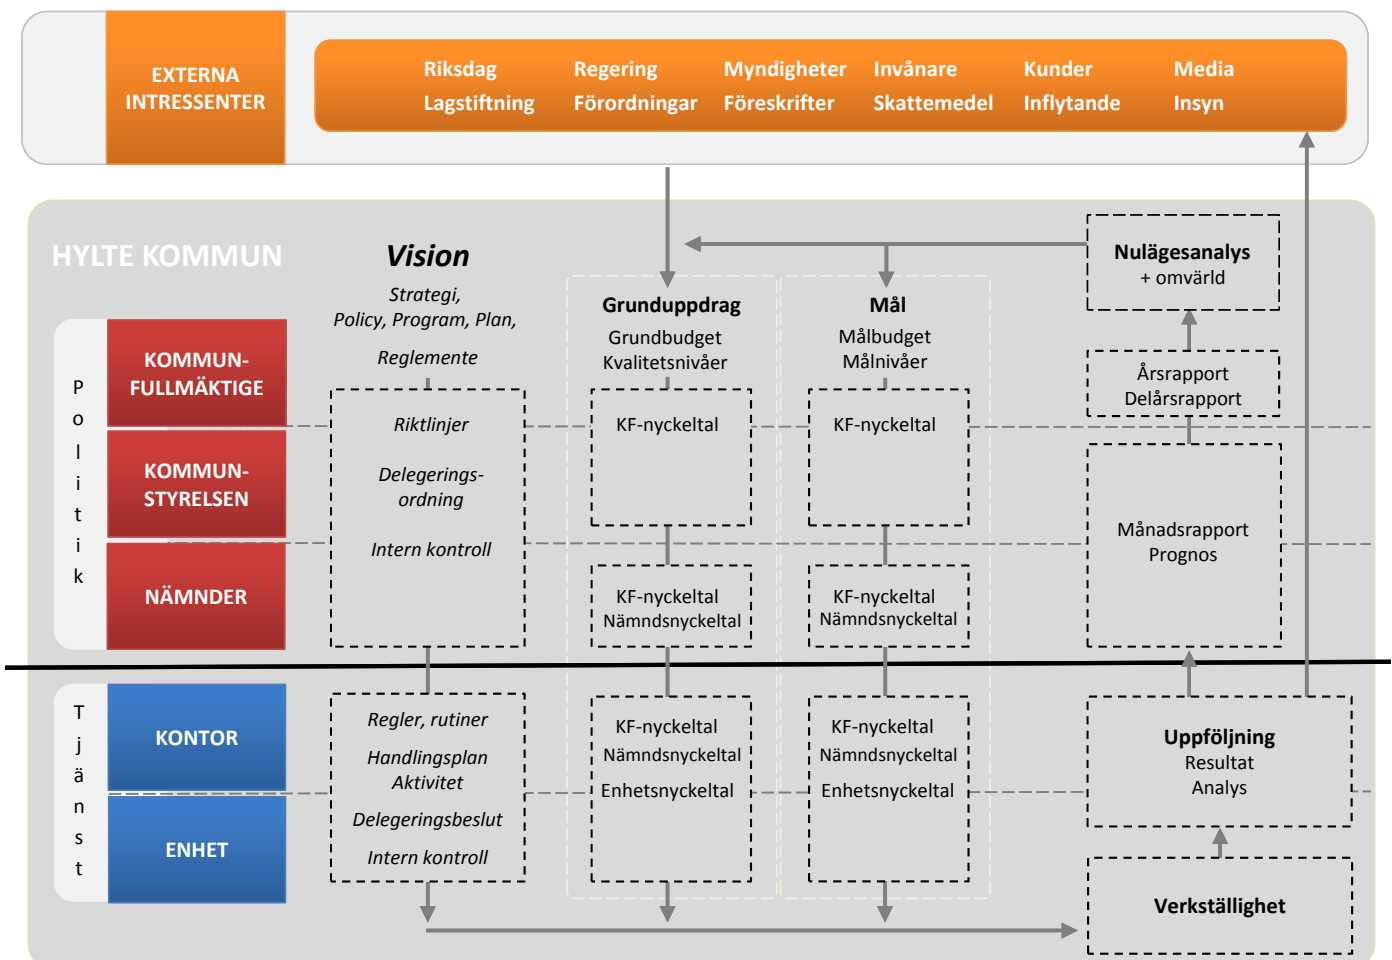 EXTERNA
INTRESSENTER
Riksdag Regering Myndigheter Invånare Kunder Media
Lagstiftning Förordningar Föreskrifter Skattemedel Inflytande Insyn
HYLTE KOMMUN
Politik
KOMMUN-
FULLMÄKTIGE
KOMMUN-
STYRELSEN
NÄMNDER
Tjänst
KONTOR
ENHET
Vision
Strategi,
Policy, Program, Plan,
Reglemente
Riktlinjer
Delegerings-
ordning
Intern kontroll
Regler, rutiner
Handlingsplan
Aktivitet
Delegeringsbeslut
Intern kontroll
Grunduppdrag
Grundbudget
Kvalitetsnivåer
KF-nyckeltal
KF-nyckeltal
Nämndsnyckeltal
KF-nyckeltal
Nämndsnyckeltal
Enhetsnyckeltal
Mål
Målbudget
Målnivåer
KF-nyckeltal
KF-nyckeltal
Nämndsnyckeltal
KF-nyckeltal
Nämndsnyckeltal
Enhetsnyckeltal
Nulägesanalys
+ omvärld
Årsrapport
Delårsrapport
Månadsrapport
Prognos
Uppföljning
Resultat
Analys
Verkställighet